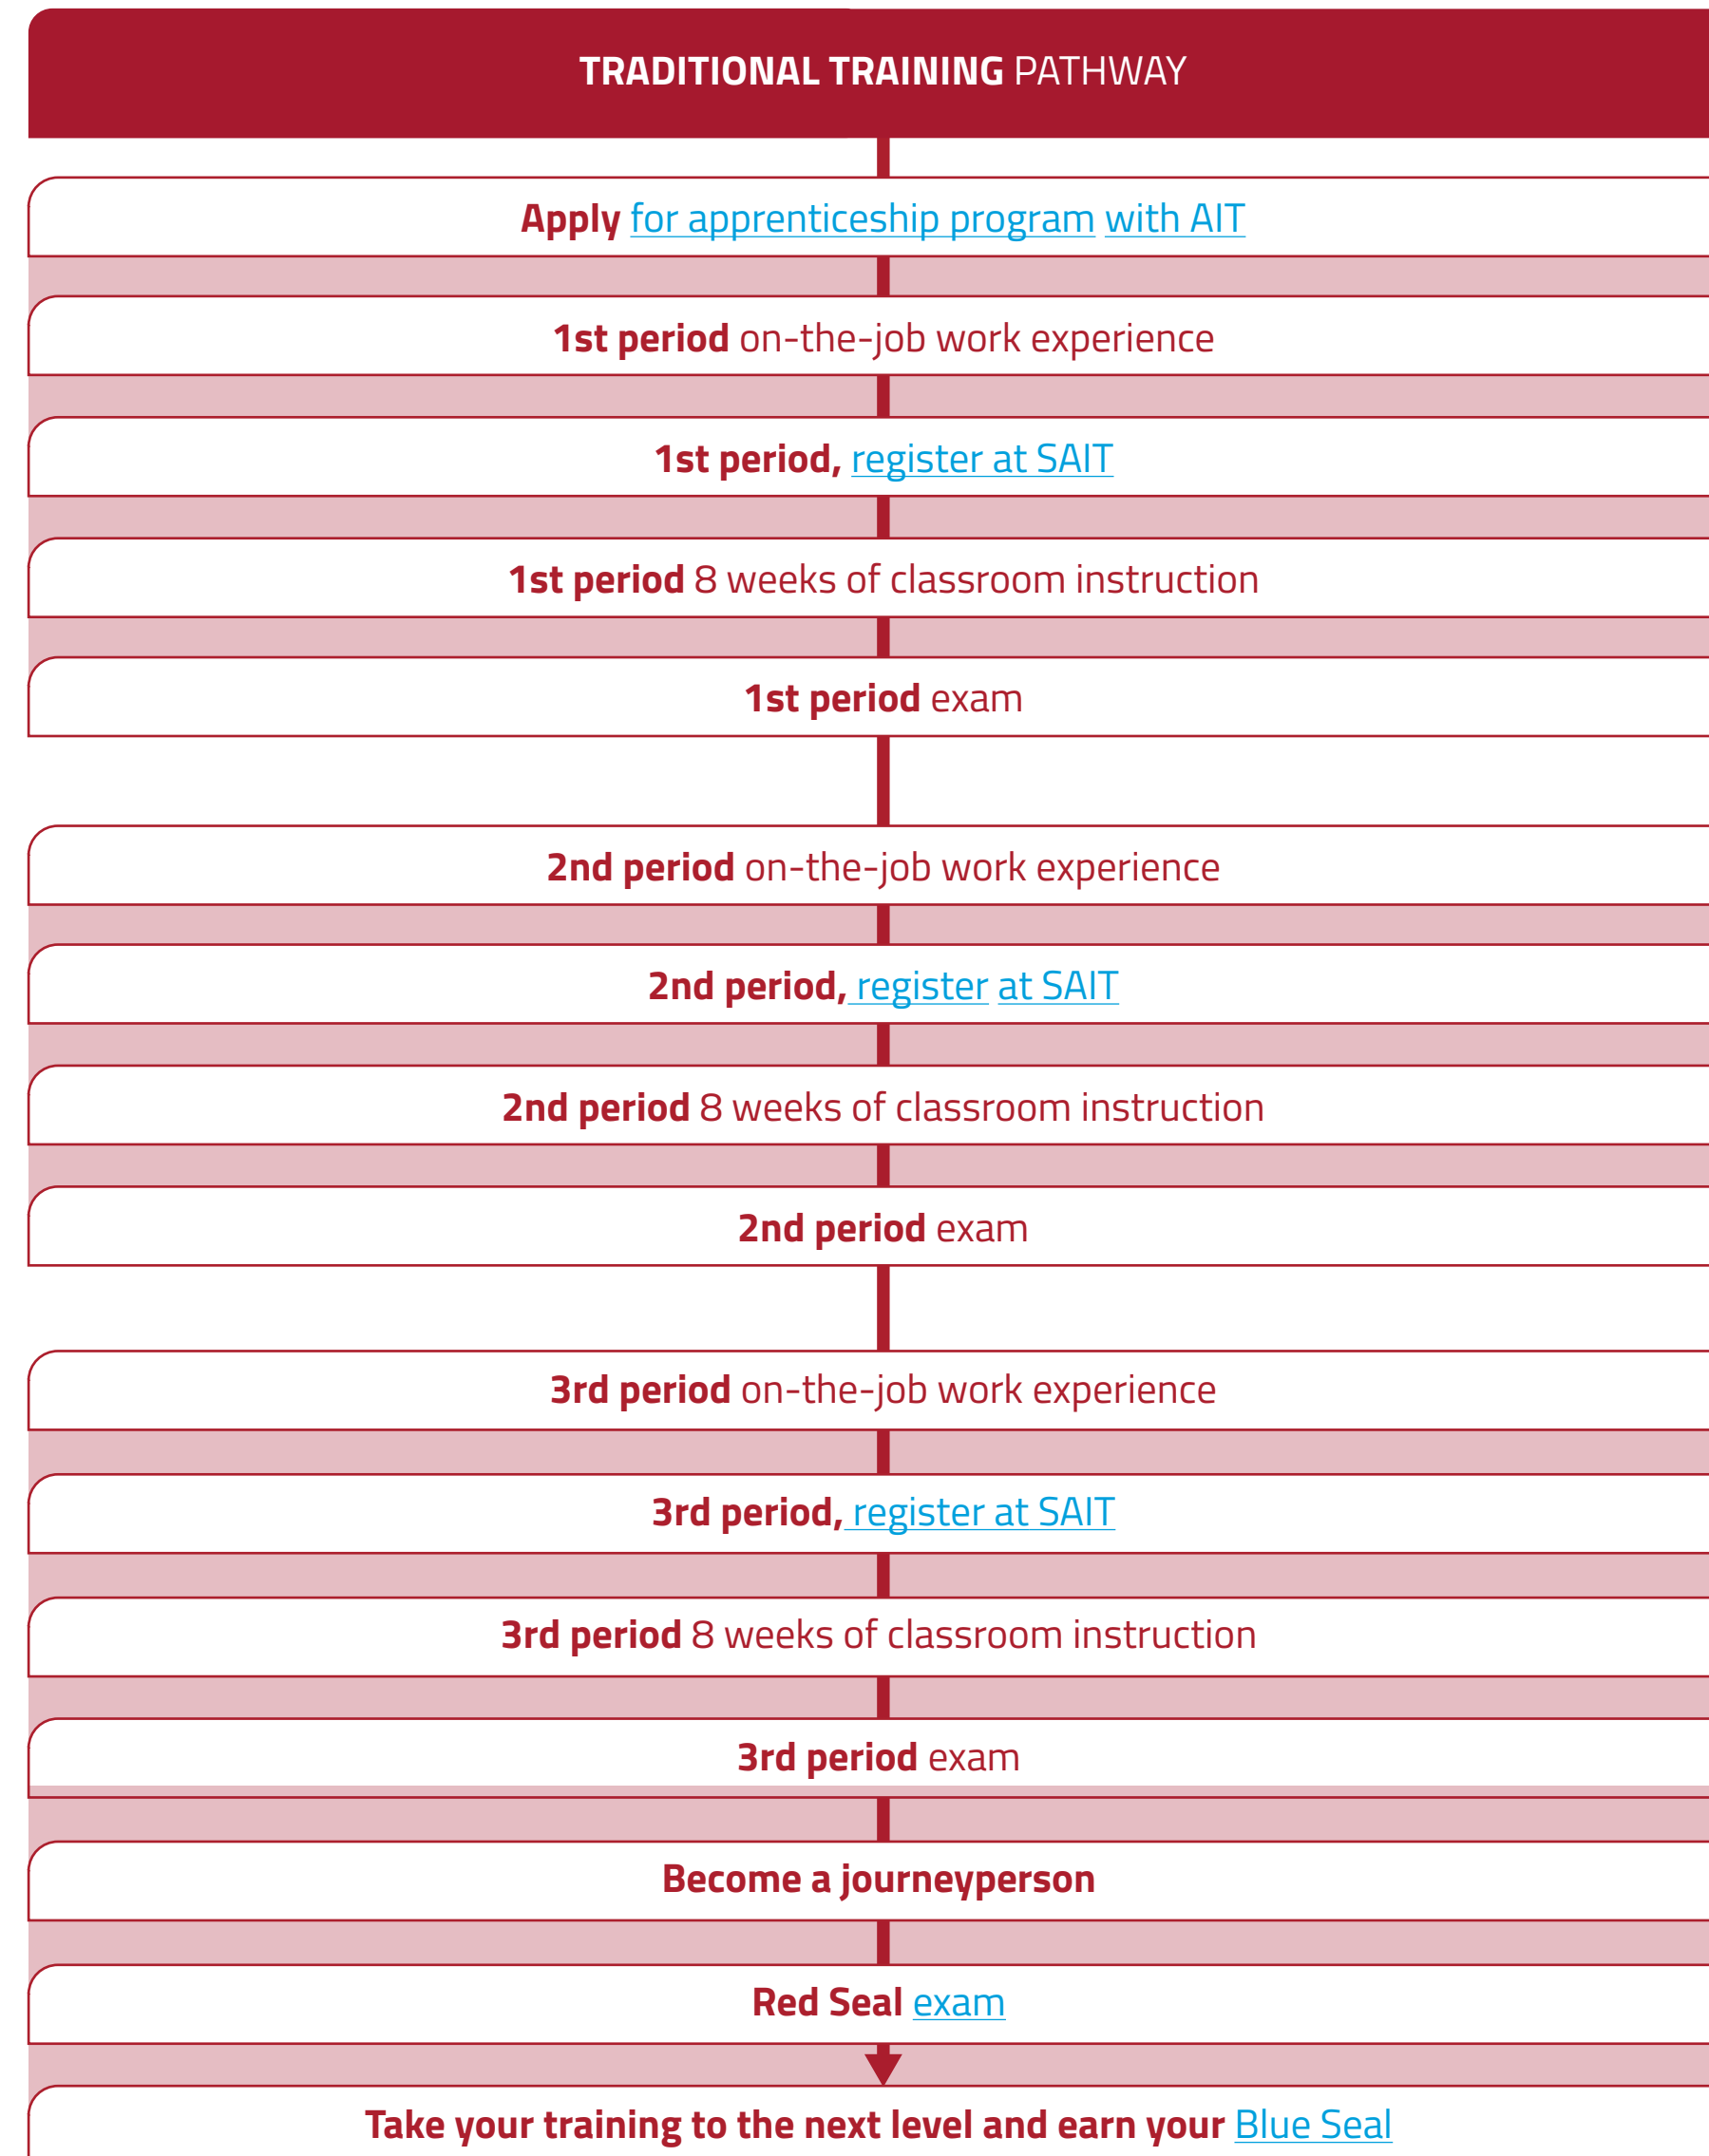 TRADITIONAL TRAINING PATHWAY
Apply for apprenticeship program with AIT
1st period on-the-job work experience
1st period, register at SAIT
1st period 8 weeks of classroom instruction
1st period exam
2nd period on-the-job work experience
2nd period, register at SAIT
2nd period 8 weeks of classroom instruction
2nd period exam
3rd period on-the-job work experience
3rd period, register at SAIT
3rd period 8 weeks of classroom instruction
3rd period exam
Become a journeyperson
Red Seal exam
Take your training to the next level and earn your Blue Seal